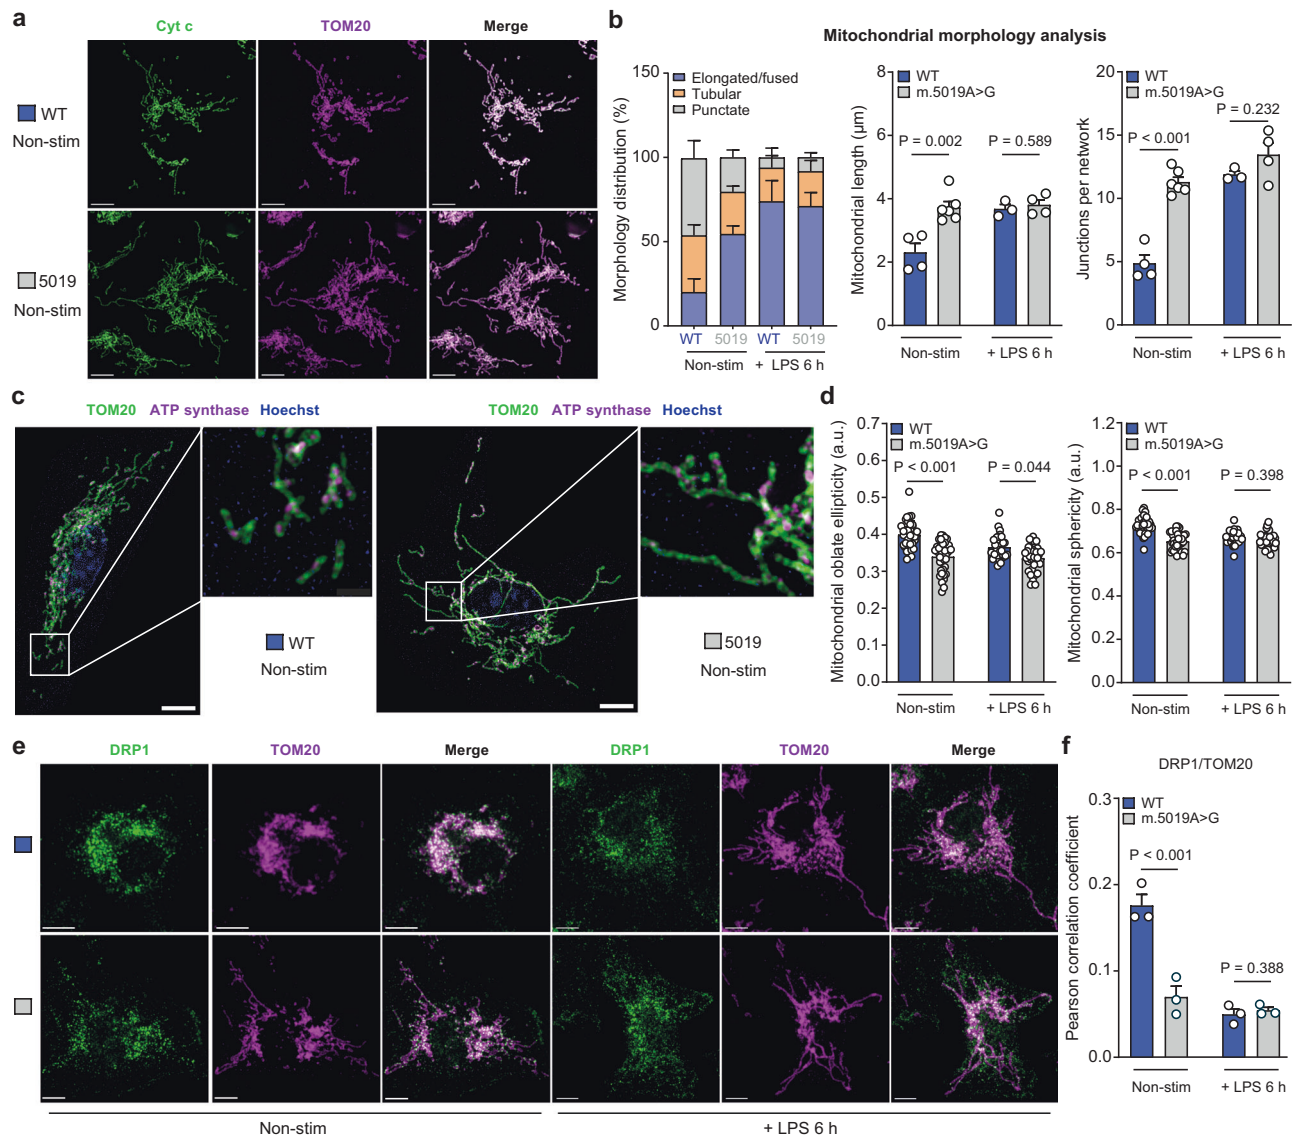 a
Cyt c
TOM20
Merge
WT
Non-stim
5019
Non-stim
b
Mitochondrial morphology analysis
Morphology distribution (%)
150
100
50
0
Elongated/fused
Tubular
Punctate
WT
5019
WT
5019
Non-stim
+ LPS 6 h
Mitochondrial length (µm)
8
6
4
2
0
WT
m.5019A>G
P = 0.002
P = 0.589
Non-stim
+ LPS 6 h
Junctions per network
20
15
10
5
0
WT
m.5019A>G
P < 0.001
P = 0.232
Non-stim
+ LPS 6 h
c
TOM20 ATP synthase Hoechst
WT
Non-stim
TOM20 ATP synthase Hoechst
5019
Non-stim
d
Mitochondrial oblate ellipticity (a.u.)
0.7
0.6
0.5
0.4
0.3
0.2
0.1
0.0
WT
m.5019A>G
P < 0.001
P = 0.044
Non-stim
+ LPS 6 h
Mitochondrial sphericity (a.u.)
1.2
1.0
0.8
0.6
0.4
0.2
0.0
WT
m.5019A>G
P < 0.001
P = 0.398
Non-stim
+ LPS 6 h
e
DRP1
TOM20
Merge
DRP1
TOM20
Merge
Non-stim
+ LPS 6 h
f
DRP1/TOM20
Pearson correlation coefficient
0.3
0.2
0.1
0.0
WT
m.5019A>G
P < 0.001
P = 0.388
Non-stim
+ LPS 6 h